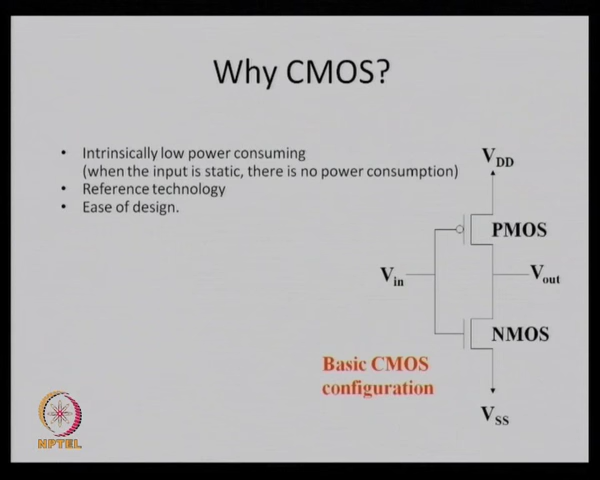 Why CMOS?
• Intrinsically low power consuming
(when the input is static, there is no power consumption)
• Reference technology
• Ease of design.
VDD
PMOS
Vin
Vout
NMOS
Basic CMOS
configuration
VSS
NPTEL